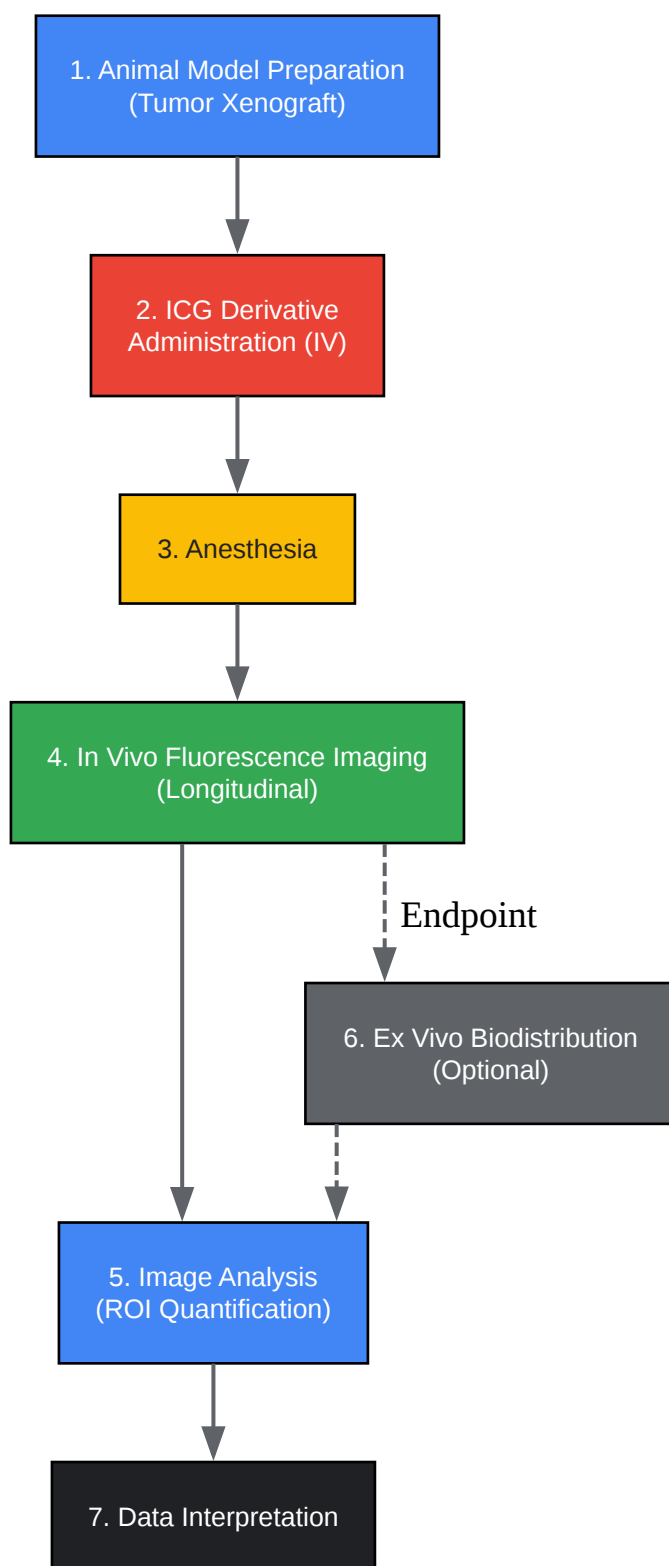 1. Animal Model Preparation
(Tumor Xenograft)
2. ICG Derivative
Administration (IV)
3. Anesthesia
4. In Vivo Fluorescence Imaging
(Longitudinal)
Endpoint
6. Ex Vivo Biodistribution
(Optional)
5. Image Analysis
(ROI Quantification)
7. Data Interpretation